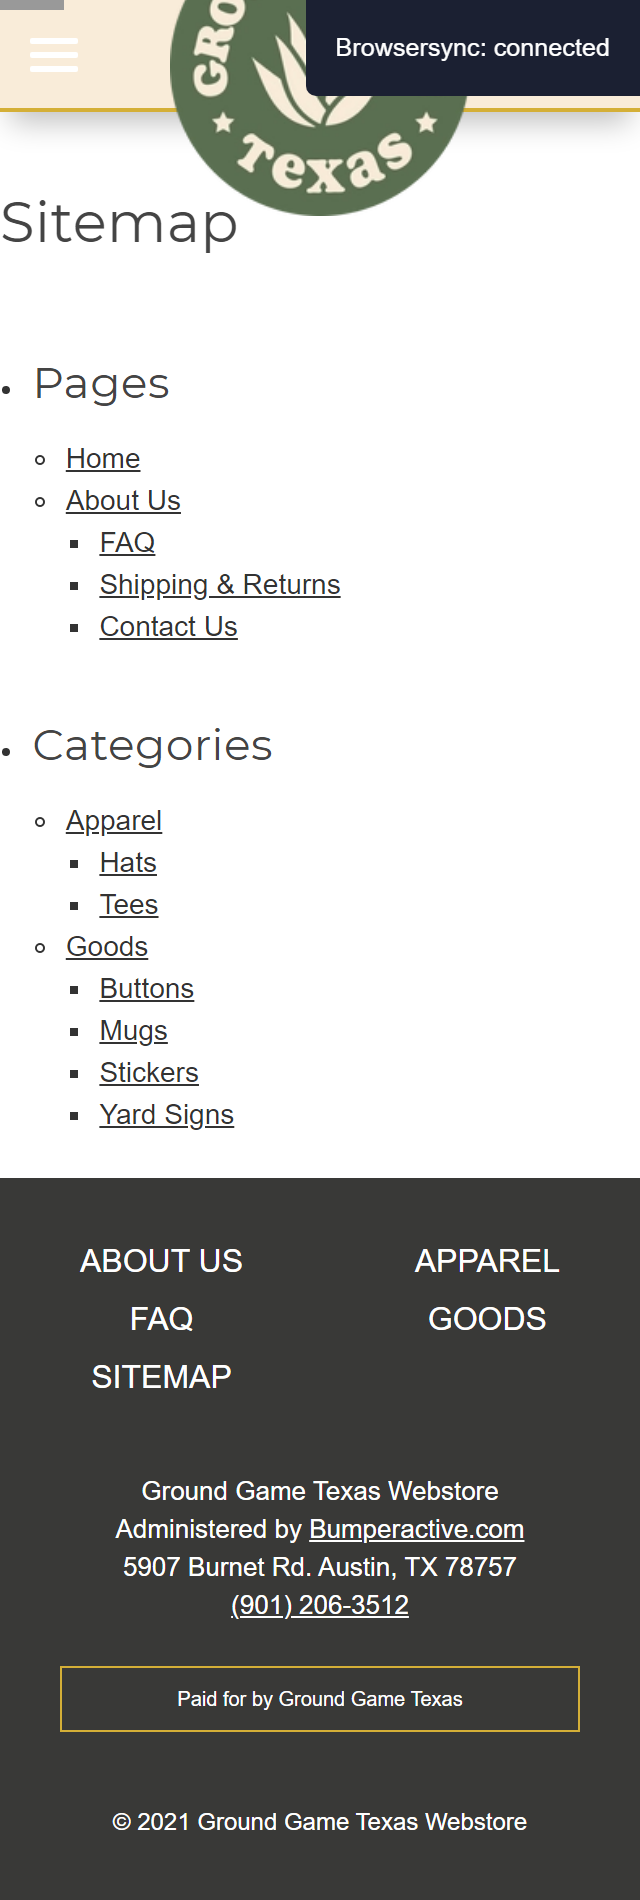 GRO
Texas
Browsersync: connected
Sitemap
Pages
Home
About Us
FAQ
Shipping & Returns
Contact Us
Categories
Apparel
Hats
Tees
Goods
Buttons
Mugs
Stickers
Yard Signs
ABOUT US
APPAREL
FAQ
GOODS
SITEMAP
Ground Game Texas Webstore
Administered by Bumperactive.com
5907 Burnet Rd. Austin, TX 78757
(901) 206-3512
Paid for by Ground Game Texas
© 2021 Ground Game Texas Webstore